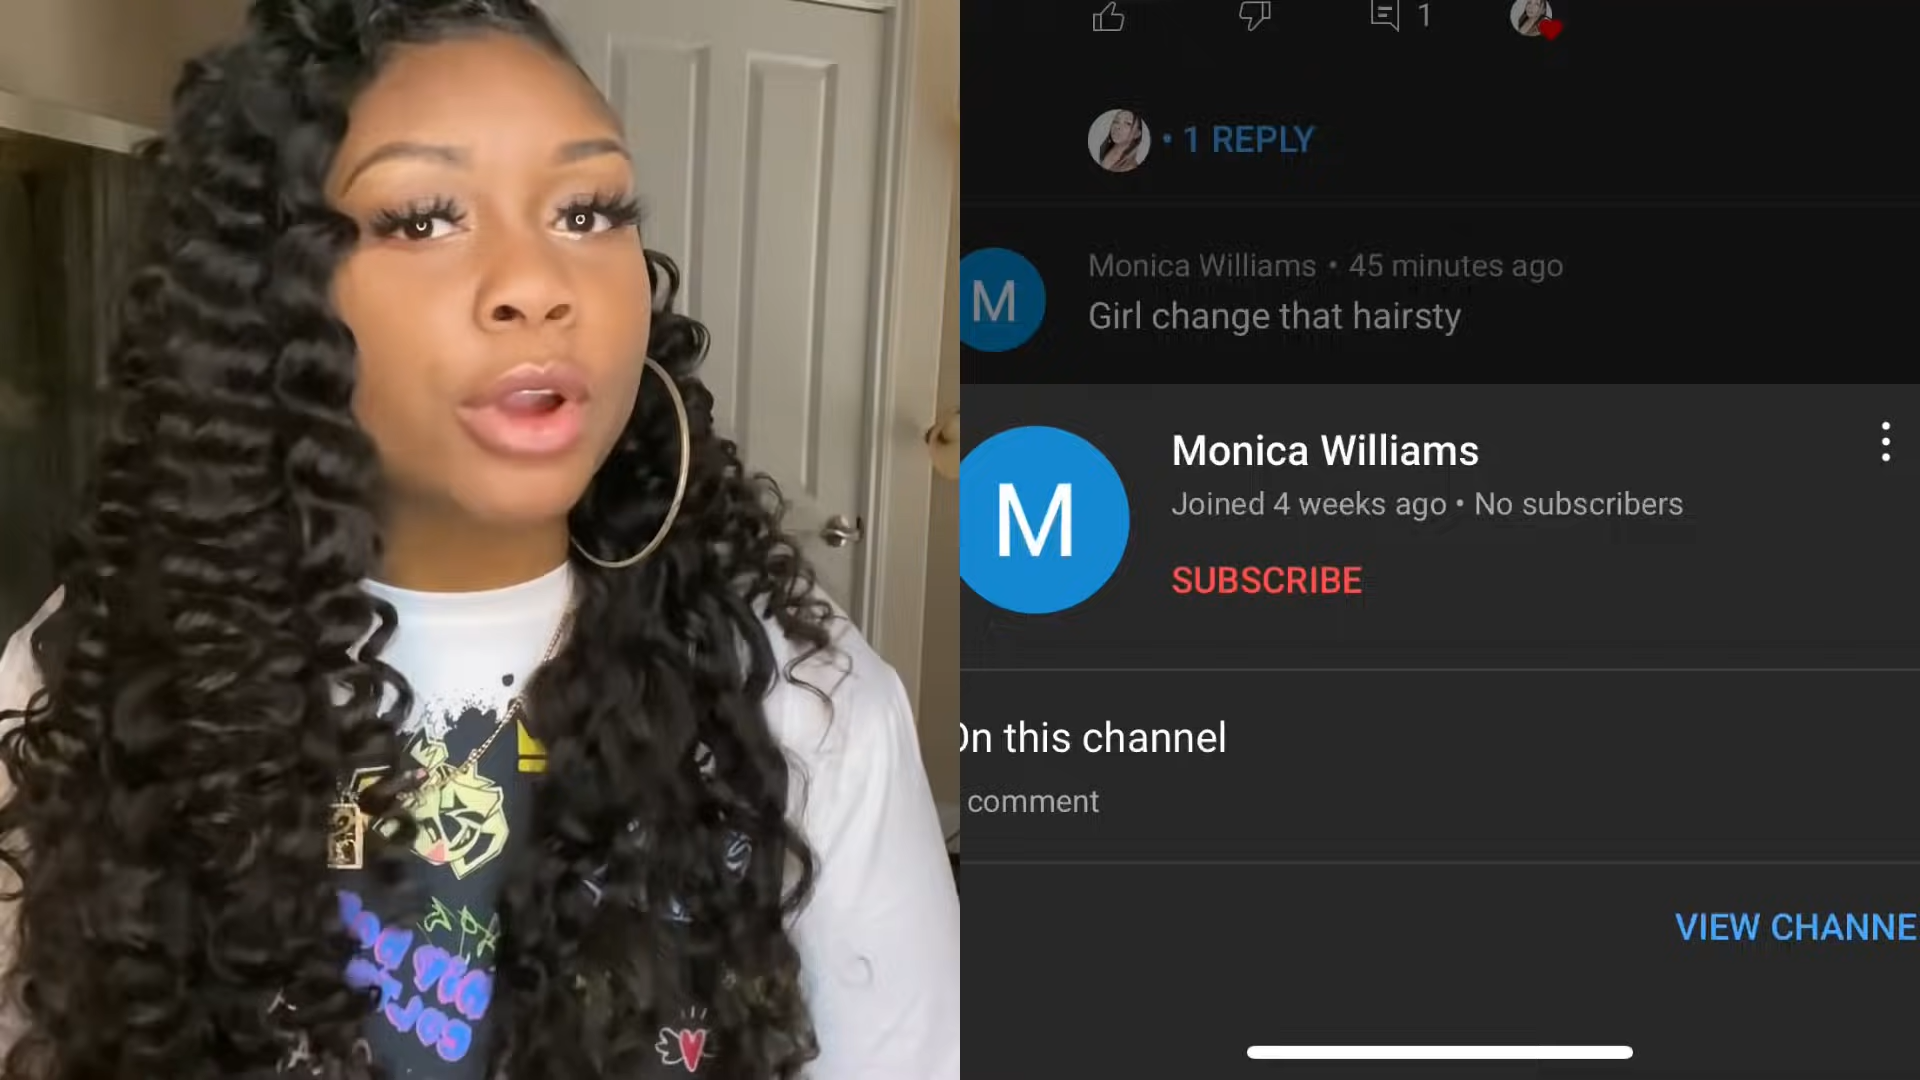 1
• 1 REPLY
M
Monica Williams • 45 minutes ago
Girl change that hairsty
M
Monica Williams
Joined 4 weeks ago • No subscribers
SUBSCRIBE
On this channel
comment
VIEW CHANNE